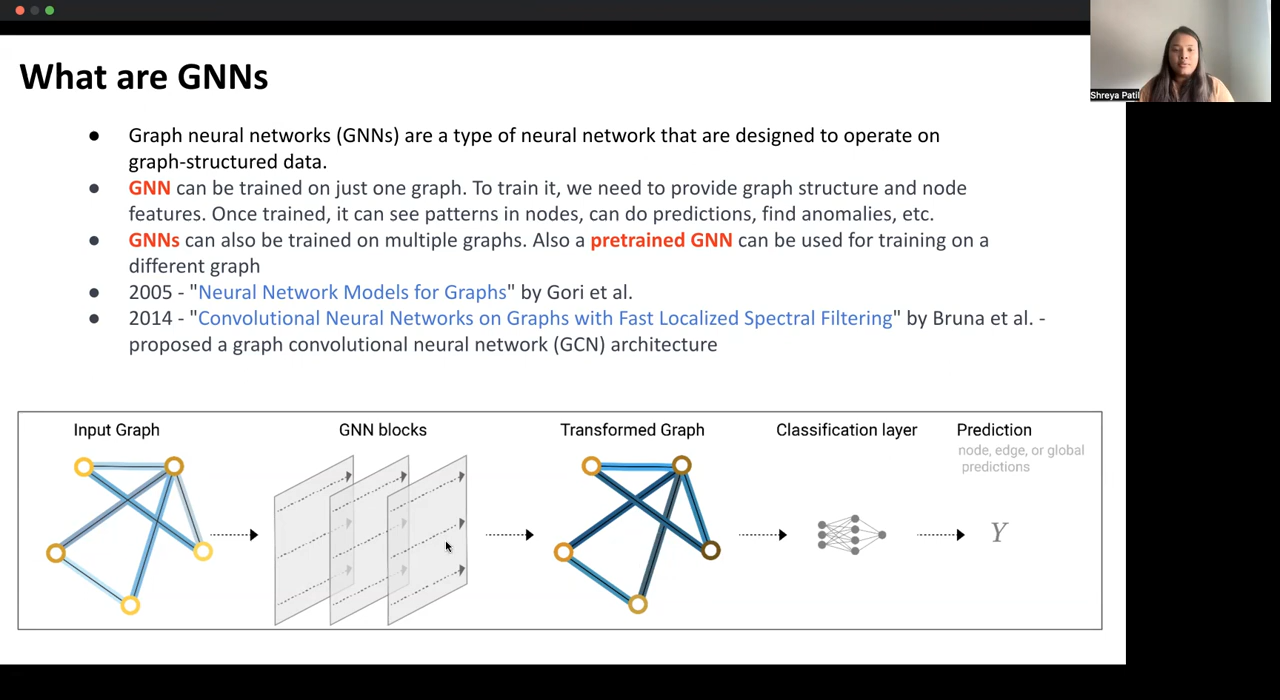 Shreya Patil
What are GNNs
● Graph neural networks (GNNs) are a type of neural network that are designed to operate on
graph-structured data.
● GNN can be trained on just one graph. To train it, we need to provide graph structure and node
features. Once trained, it can see patterns in nodes, can do predictions, find anomalies, etc.
● GNNs can also be trained on multiple graphs. Also a pretrained GNN can be used for training on a
different graph
● 2005 - "Neural Network Models for Graphs" by Gori et al.
● 2014 - "Convolutional Neural Networks on Graphs with Fast Localized Spectral Filtering" by Bruna et al. -
proposed a graph convolutional neural network (GCN) architecture
Input Graph
GNN blocks
Transformed Graph
Classification layer
Prediction
node, edge, or global
predictions
Y